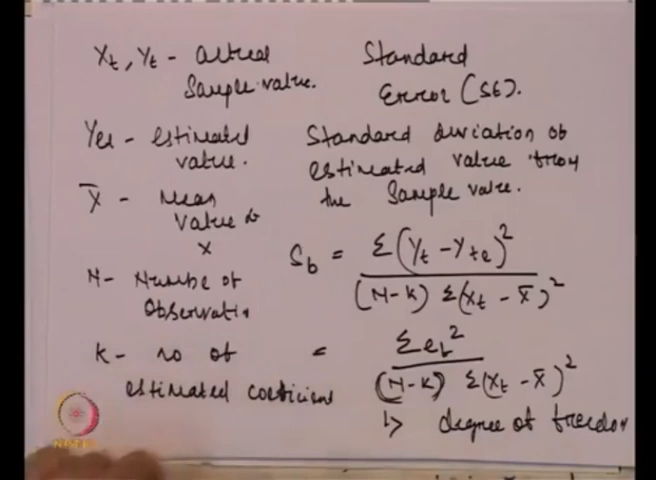 Xt, Yt - actual
Sample value.
Yes - estimated
value.
X̄ - Mean
Value of
X
N - Number of
Observation
K - no of
estimated coefficient
Standard
Error (SE).
Standard deviation of
estimated value from
the Sample value.
Sb = Σ(Yt - Yte)² / (N-K) Σ(Xt - X̄)²
= Σet² / (N-K) Σ(Xt - X̄)²
↳ degree of freedom
NPTEL